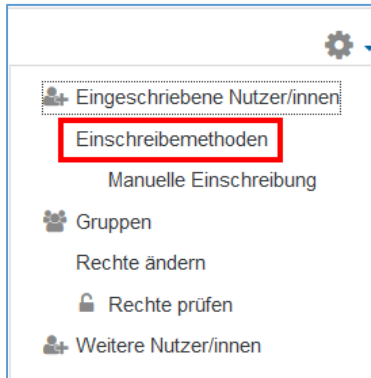 Eingeschriebene Nutzer/innen
Einschreibemethoden
Manuelle Einschreibung
Gruppen
Rechte ändern
Rechte prüfen
Weitere Nutzer/innen